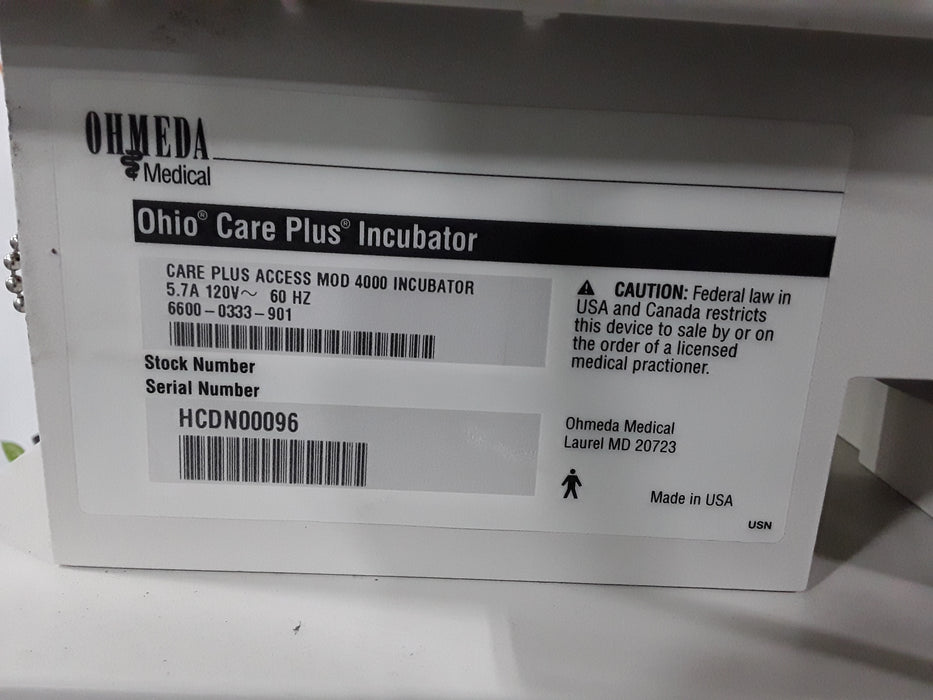 OHMEDA
Medical
Ohio® Care Plus® Incubator
CARE PLUS ACCESS MOD 4000 INCUBATOR
5.7A 120V~ 60 HZ
6600-0333-901
Stock Number
Serial Number
HCDN00096
⚠ CAUTION: Federal law in
USA and Canada restricts
this device to sale by or on
the order of a licensed
medical practioner.
Ohmeda Medical
Laurel MD 20723
Made in USA
USN